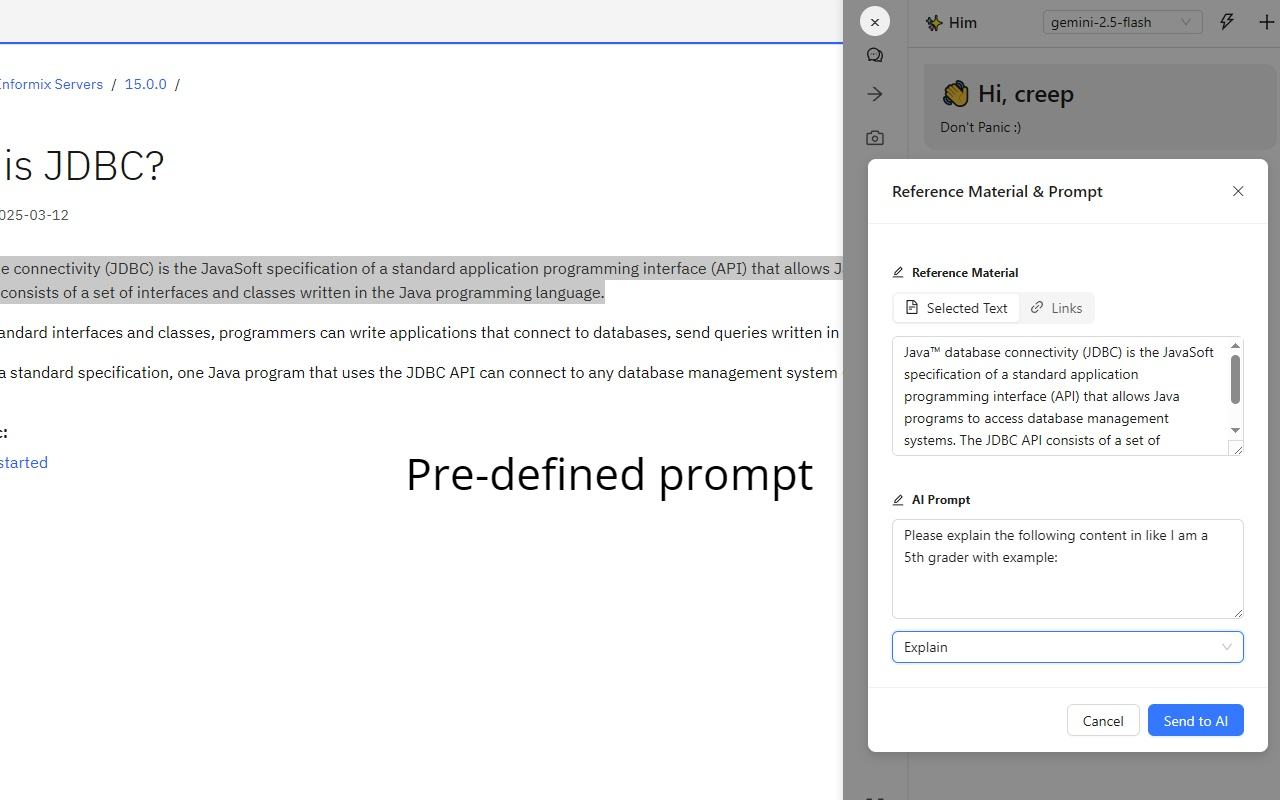 Informix Servers / 15.0.0 /
is JDBC?
025-03-12
e connectivity (JDBC) is the JavaSoft specification of a standard application programming interface (API) that allows J
consists of a set of interfaces and classes written in the Java programming language.
andard interfaces and classes, programmers can write applications that connect to databases, send queries written in
a standard specification, one Java program that uses the JDBC API can connect to any database management system
c:
started
Pre-defined prompt
Him
gemini-2.5-flash
Hi, creep
Don't Panic :)
Reference Material & Prompt
Reference Material
Selected Text
Links
Java™ database connectivity (JDBC) is the JavaSoft
specification of a standard application
programming interface (API) that allows Java
programs to access database management
systems. The JDBC API consists of a set of
AI Prompt
Please explain the following content in like I am a
5th grader with example:
Explain
Cancel
Send to AI